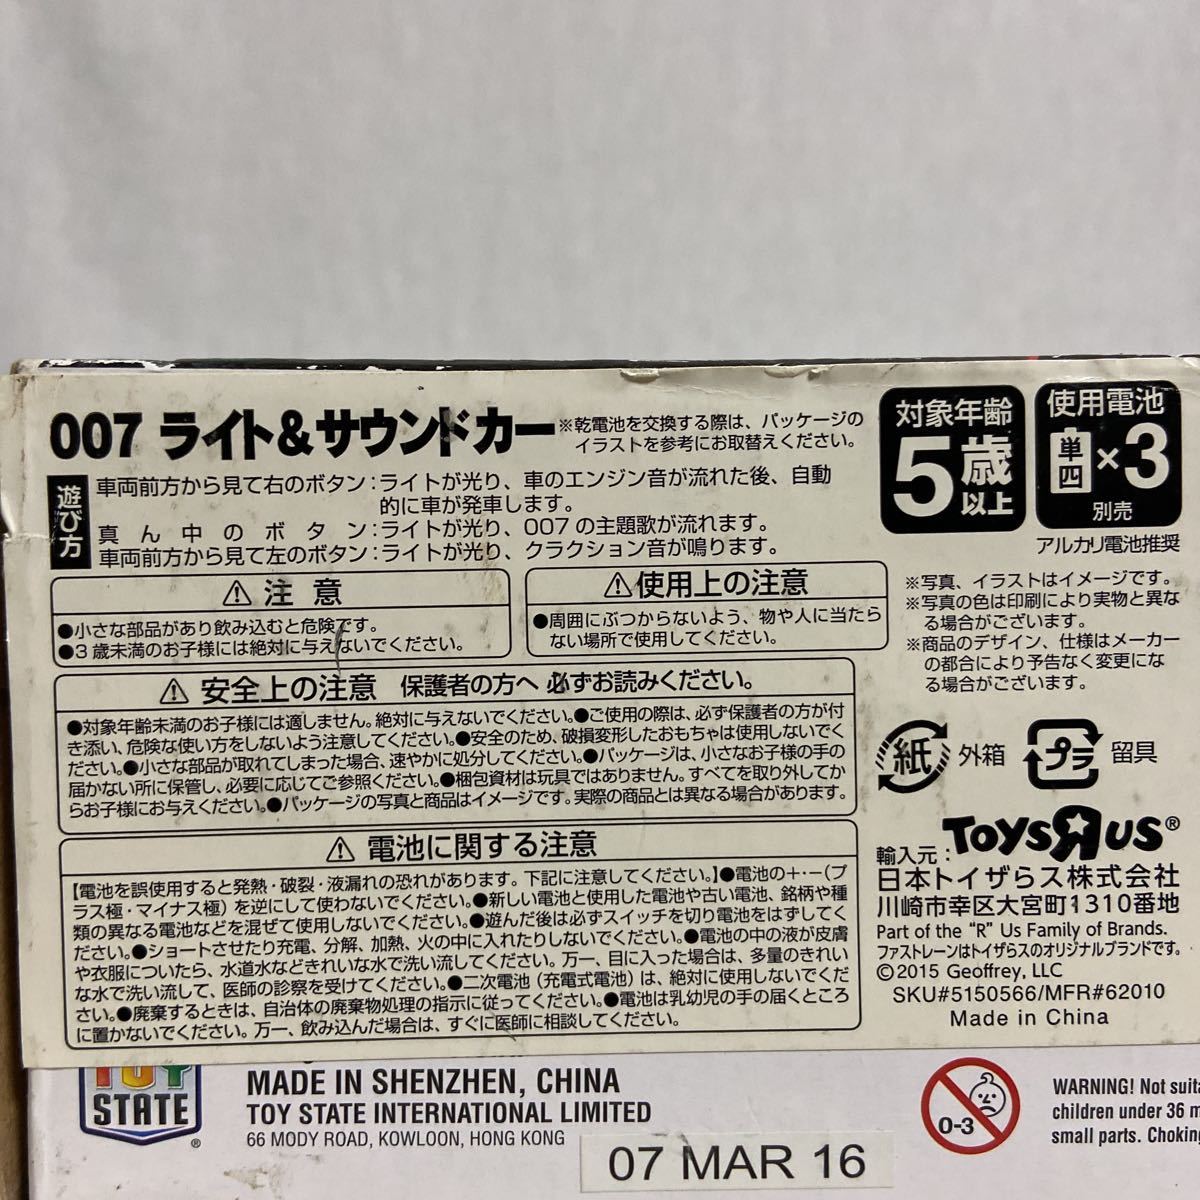 007 ライト&サウンドカー
※乾電池を交換する際は、パッケージの
イラストを参考にお取替えください。
遊び方
車両前方から見て右のボタン:ライトが光り、車のエンジン音が流れた後、自動
的に車が発車します。
真ん中のボタン:ライトが光り、007の主題歌が流れます。
車両前方から見て左のボタン:ライトが光り、クラクション音が鳴ります。
対象年齢
5歳以上
使用電池
単四×3
別売
アルカリ電池推奨
⚠注意
●小さな部品があり飲み込むと危険です。
●3歳未満のお子様には絶対に与えないでください。
⚠使用上の注意
●周囲にぶつからないよう、物や人に当たら
ない場所で使用してください。
※写真、イラストはイメージです。
※写真の色は印刷により実物と異な
る場合がございます。
※商品のデザイン、仕様はメーカー
の都合により予告なく変更にな
る場合がございます。
⚠安全上の注意 保護者の方へ 必ずお読みください。
●対象年齢未満のお子様には適しません。絶対に与えないでください。●ご使用の際は、必ず保護者の方が付
き添い、危険な使い方をしないよう注意してください。●安全のため、破損変形したおもちゃは使用しないでく
ださい。●小さな部品が取れてしまった場合、速やかに処分してください。●パッケージは、小さなお子様の手の
届かない所に保管し、必要に応じてご参照ください。●梱包資材は玩具ではありません。すべてを取り外してか
らお子様にお与えください。●パッケージの写真と商品はイメージです。実際の商品とは異なる場合があります。
紙 外箱
プラ 留具
⚠電池に関する注意
【電池を誤使用すると発熱・破裂・液漏れの恐れがあります。下記に注意してください。】●電池の+・−(プ
ラス極・マイナス極)を逆にして使わないでください。●新しい電池と使用した電池や古い電池、銘柄や種
類の異なる電池などを混ぜて使用しないでください。●遊んだ後は必ずスイッチを切り電池をはずしてく
ださい。●ショートさせたり充電、分解、加熱、火の中に入れたりしないでください。●電池の中の液が皮膚
や衣服についたら、水道水などきれいな水で洗い流してください。万一、目に入った場合は、多量のきれい
な水で洗い流して、医師の診察を受けてください。●二次電池(充電式電池)は、絶対に使用しないでくだ
さい。●廃棄するときは、自治体の廃棄物処理の指示に従ってください。●電池は乳幼児の手の届くところ
に置かないでください。万一、飲み込んだ場合は、すぐに医師に相談してください。
輸入元: TOYSRUS®
日本トイザらス株式会社
川崎市幸区大宮町1310番地
Part of the "R" Us Family of Brands.
ファストレーンはトイザらスのオリジナルブランドです。
©2015 Geoffrey, LLC
SKU#5150566/MFR#62010
Made in China
TOY
STATE®
MADE IN SHENZHEN, CHINA
TOY STATE INTERNATIONAL LIMITED
66 MODY ROAD, KOWLOON, HONG KONG
07 MAR 16
0-3
WARNING! Not
children under 36
small parts.